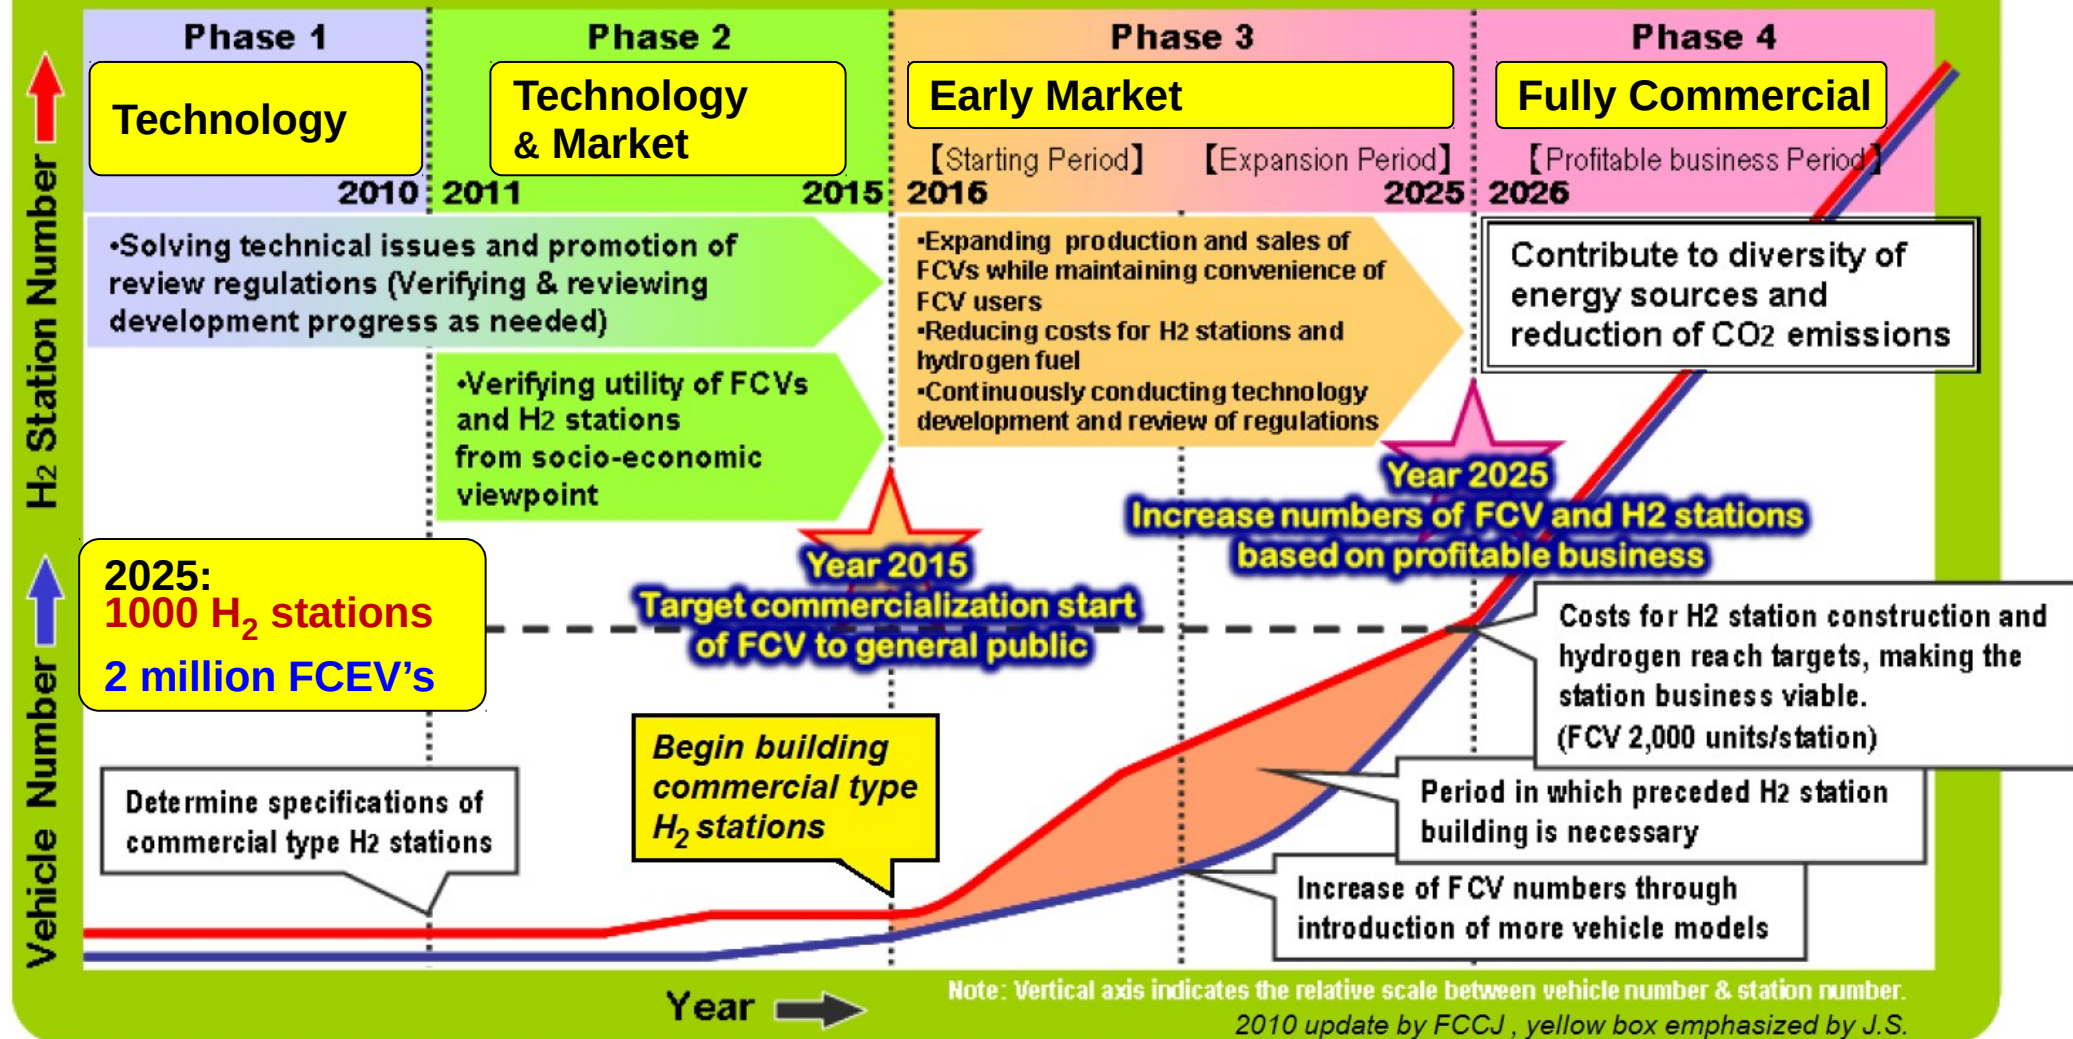 Phase 1
Phase 2
Phase 3
Phase 4
Technology
Technology
& Market
Early Market
Fully Commercial
【Starting Period】
【Expansion Period】
【Profitable business Period】
2010
2011
2015
2016
2025
2026
•Solving technical issues and promotion of
review regulations (Verifying & reviewing
development progress as needed)
•Verifying utility of FCVs
and H2 stations
from socio-economic
viewpoint
•Expanding production and sales of
FCVs while maintaining convenience of
FCV users
•Reducing costs for H2 stations and
hydrogen fuel
•Continuously conducting technology
development and review of regulations
Contribute to diversity of
energy sources and
reduction of CO2 emissions
Year 2025
Increase numbers of FCV and H2 stations
based on profitable business
Year 2015
Target commercialization start
of FCV to general public
2025:
1000 H2 stations
2 million FCEV’s
Costs for H2 station construction and
hydrogen reach targets, making the
station business viable.
(FCV 2,000 units/station)
Begin building
commercial type
H2 stations
Determine specifications of
commercial type H2 stations
Period in which preceded H2 station
building is necessary
Increase of FCV numbers through
introduction of more vehicle models
H2 Station Number
Vehicle Number
Year
Note: Vertical axis indicates the relative scale between vehicle number & station number.
2010 update by FCCJ , yellow box emphasized by J.S.